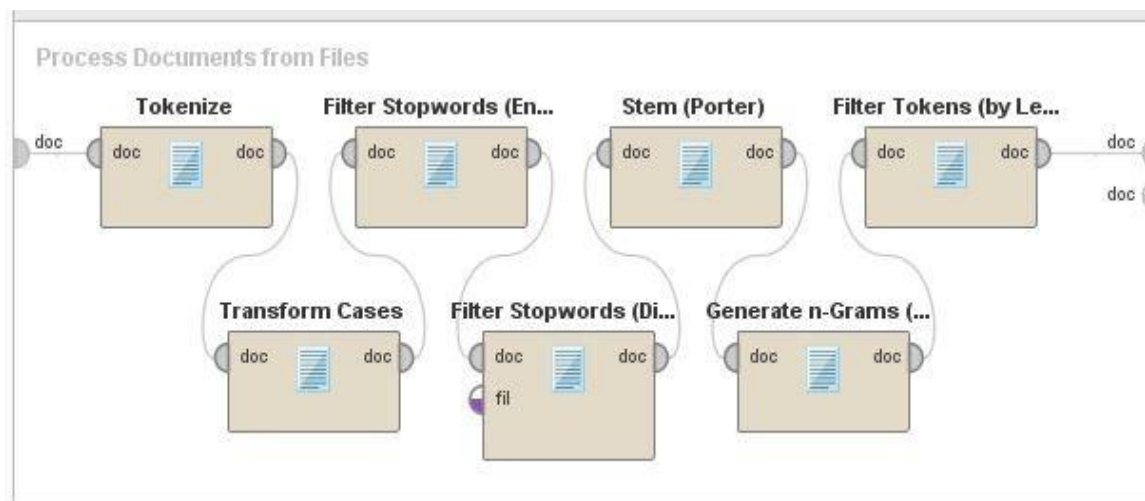 Process Documents from Files
Tokenize
Filter Stopwords (En...
Stem (Porter)
Filter Tokens (by Le...
doc
doc
doc
doc
doc
doc
doc
doc
doc
doc
doc
Transform Cases
Filter Stopwords (Di...
Generate n-Grams (...
doc
doc
doc
doc
doc
doc
fil